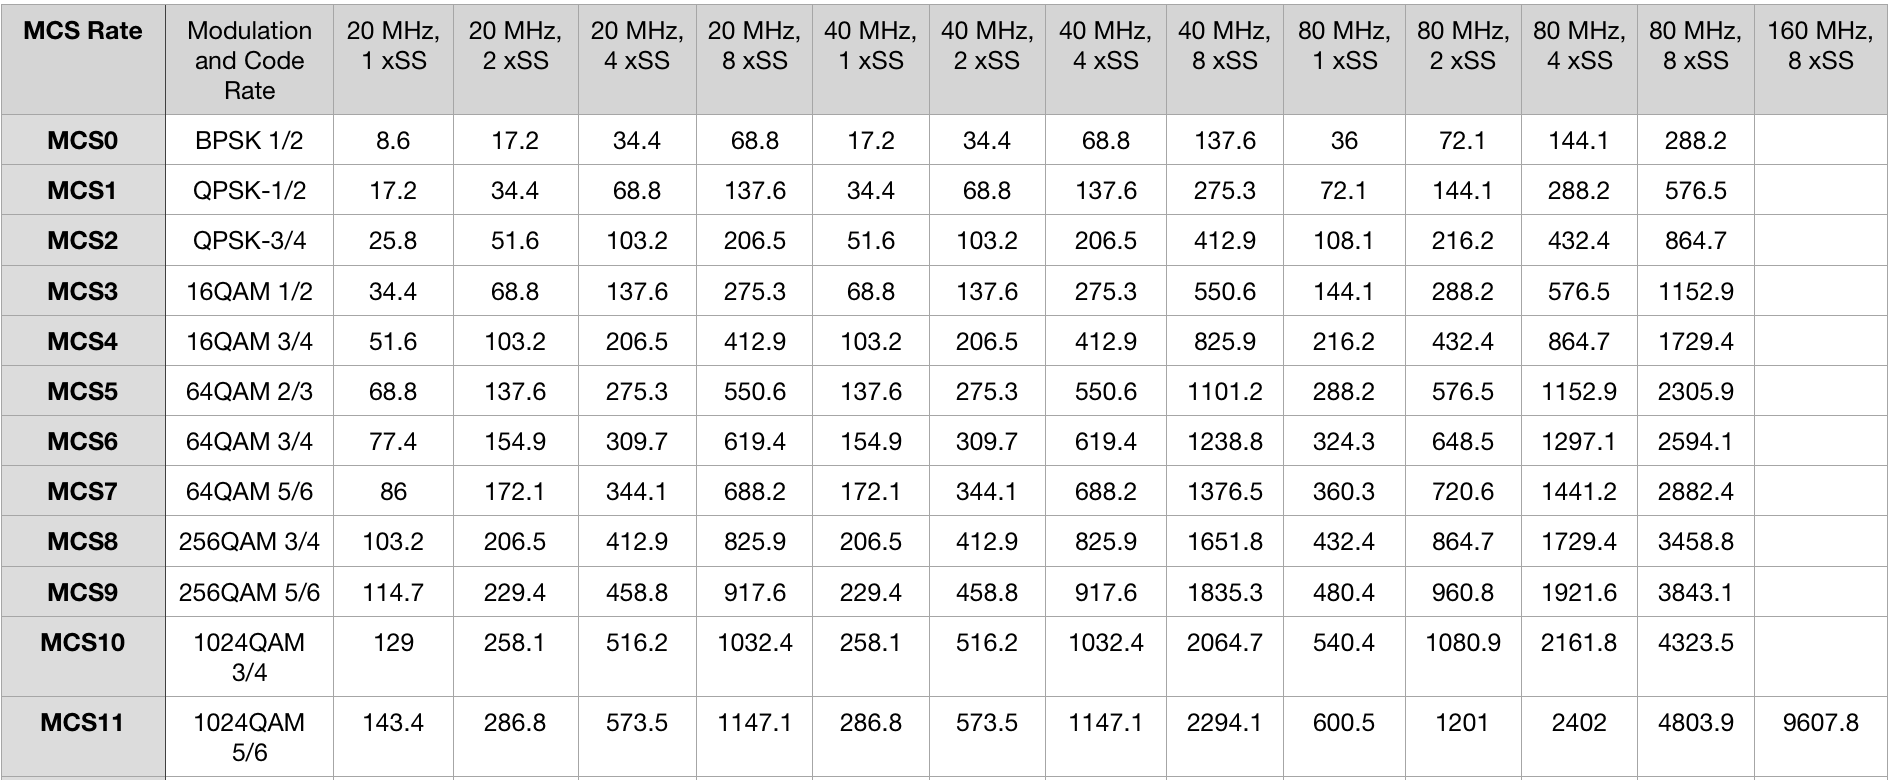 MCS Rate Modulation and Code Rate 20 MHz, 1 xSS 20 MHz, 2 xSS 20 MHz, 4 xSS 20 MHz, 8 xSS 40 MHz, 1 xSS 40 MHz, 2 xSS 40 MHz, 4 xSS 40 MHz, 8 xSS 80 MHz, 1 xSS 80 MHz, 2 xSS 80 MHz, 4 xSS 80 MHz, 8 xSS 160 MHz, 8 xSS
MCS0 BPSK 1/2 8.6 17.2 34.4 68.8 17.2 34.4 68.8 137.6 36 72.1 144.1 288.2
MCS1 QPSK-1/2 17.2 34.4 68.8 137.6 34.4 68.8 137.6 275.3 72.1 144.1 288.2 576.5
MCS2 QPSK-3/4 25.8 51.6 103.2 206.5 51.6 103.2 206.5 412.9 108.1 216.2 432.4 864.7
MCS3 16QAM 1/2 34.4 68.8 137.6 275.3 68.8 137.6 275.3 550.6 144.1 288.2 576.5 1152.9
MCS4 16QAM 3/4 51.6 103.2 206.5 412.9 103.2 206.5 412.9 825.9 216.2 432.4 864.7 1729.4
MCS5 64QAM 2/3 68.8 137.6 275.3 550.6 137.6 275.3 550.6 1101.2 288.2 576.5 1152.9 2305.9
MCS6 64QAM 3/4 77.4 154.9 309.7 619.4 154.9 309.7 619.4 1238.8 324.3 648.5 1297.1 2594.1
MCS7 64QAM 5/6 86 172.1 344.1 688.2 172.1 344.1 688.2 1376.5 360.3 720.6 1441.2 2882.4
MCS8 256QAM 3/4 103.2 206.5 412.9 825.9 206.5 412.9 825.9 1651.8 432.4 864.7 1729.4 3458.8
MCS9 256QAM 5/6 114.7 229.4 458.8 917.6 229.4 458.8 917.6 1835.3 480.4 960.8 1921.6 3843.1
MCS10 1024QAM 3/4 129 258.1 516.2 1032.4 258.1 516.2 1032.4 2064.7 540.4 1080.9 2161.8 4323.5
MCS11 1024QAM 5/6 143.4 286.8 573.5 1147.1 286.8 573.5 1147.1 2294.1 600.5 1201 2402 4803.9 9607.8